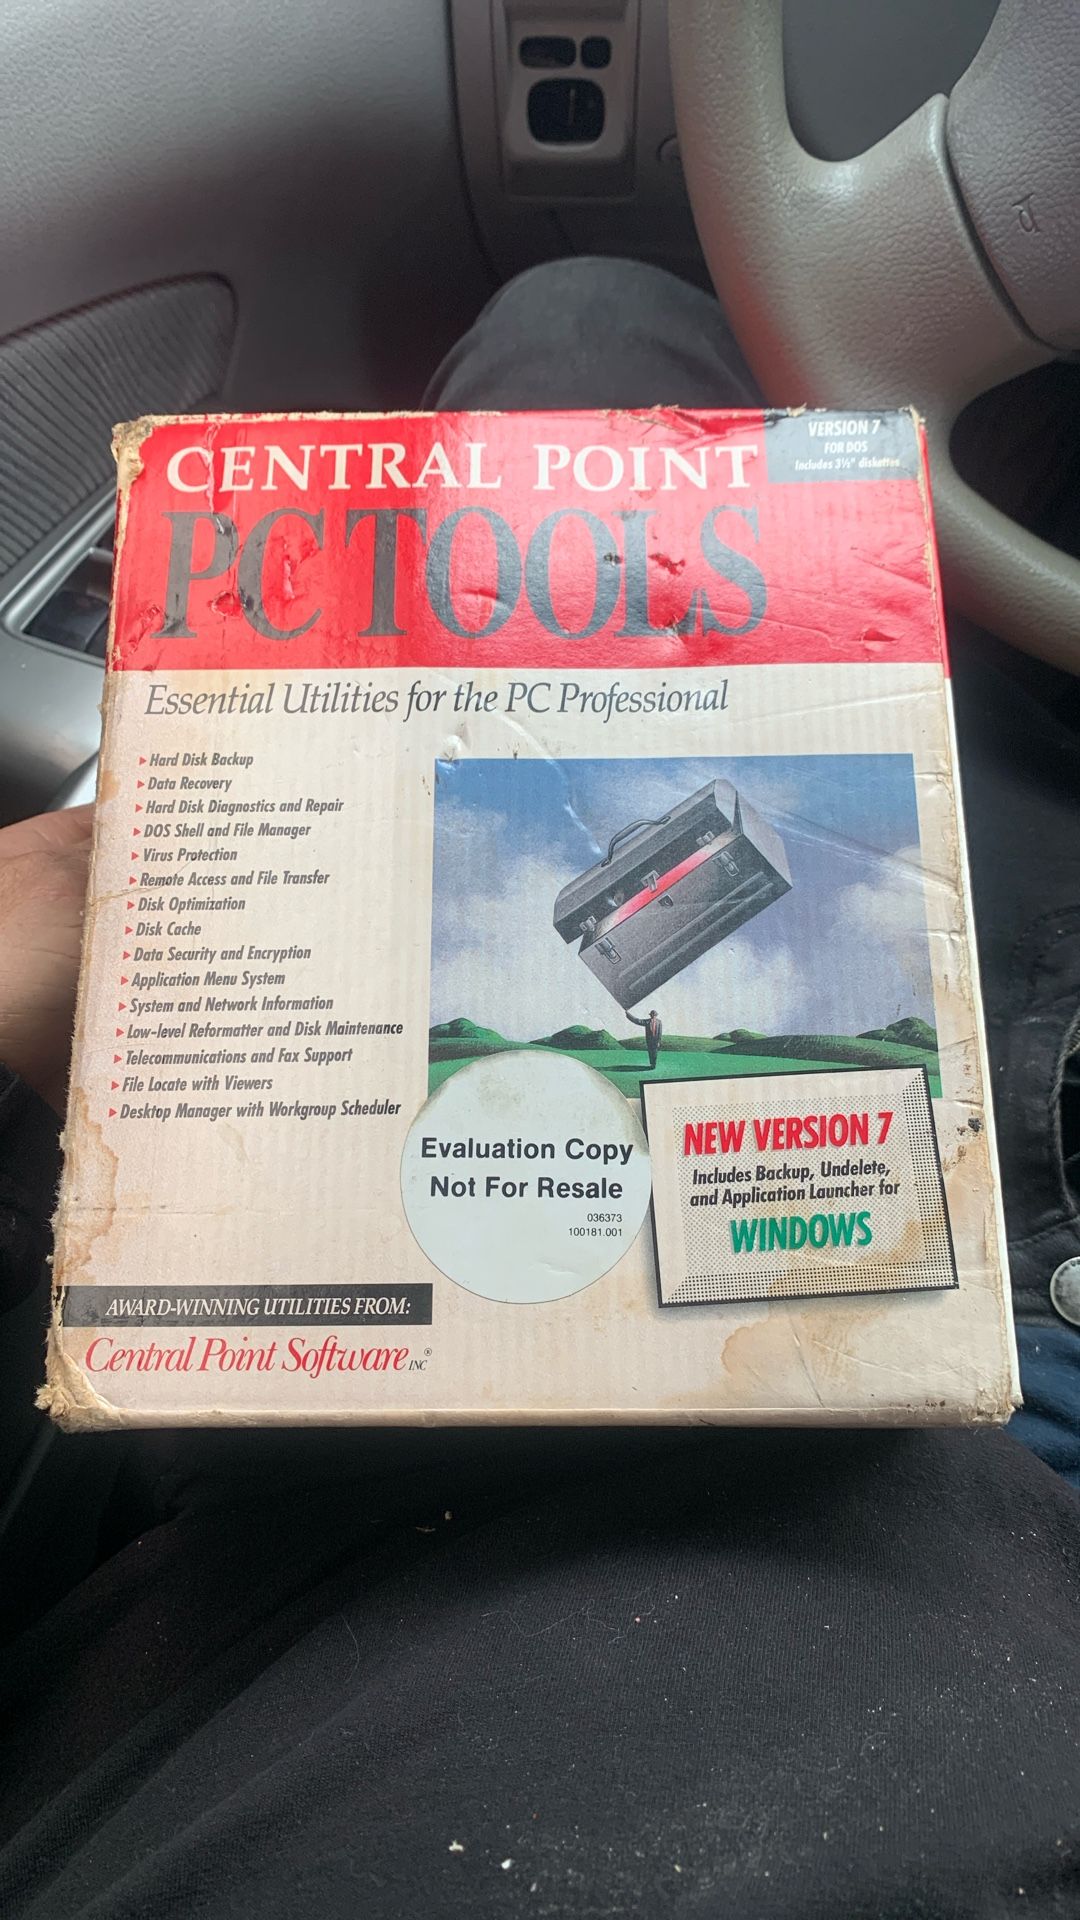 CENTRAL POINT
PC TOOLS
VERSION 7
FOR DOS
Includes 3½" diskettes
Essential Utilities for the PC Professional
▸ Hard Disk Backup
▸ Data Recovery
▸ Hard Disk Diagnostics and Repair
▸ DOS Shell and File Manager
▸ Virus Protection
▸ Remote Access and File Transfer
▸ Disk Optimization
▸ Disk Cache
▸ Data Security and Encryption
▸ Application Menu System
▸ System and Network Information
▸ Low-level Reformatter and Disk Maintenance
▸ Telecommunications and Fax Support
▸ File Locate with Viewers
▸ Desktop Manager with Workgroup Scheduler
Evaluation Copy
Not For Resale
036373
100181.001
NEW VERSION 7
Includes Backup, Undelete,
and Application Launcher for
WINDOWS
AWARD-WINNING UTILITIES FROM:
Central Point Software INC®